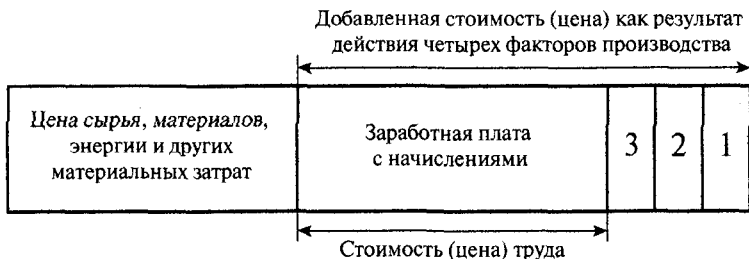 Добавленная стоимость (цена) как результат
действия четырех факторов производства
Цена сырья, материалов,
энергии и других
материальных затрат
Заработная плата
с начислениями
3
2
1
Стоимость (цена) труда